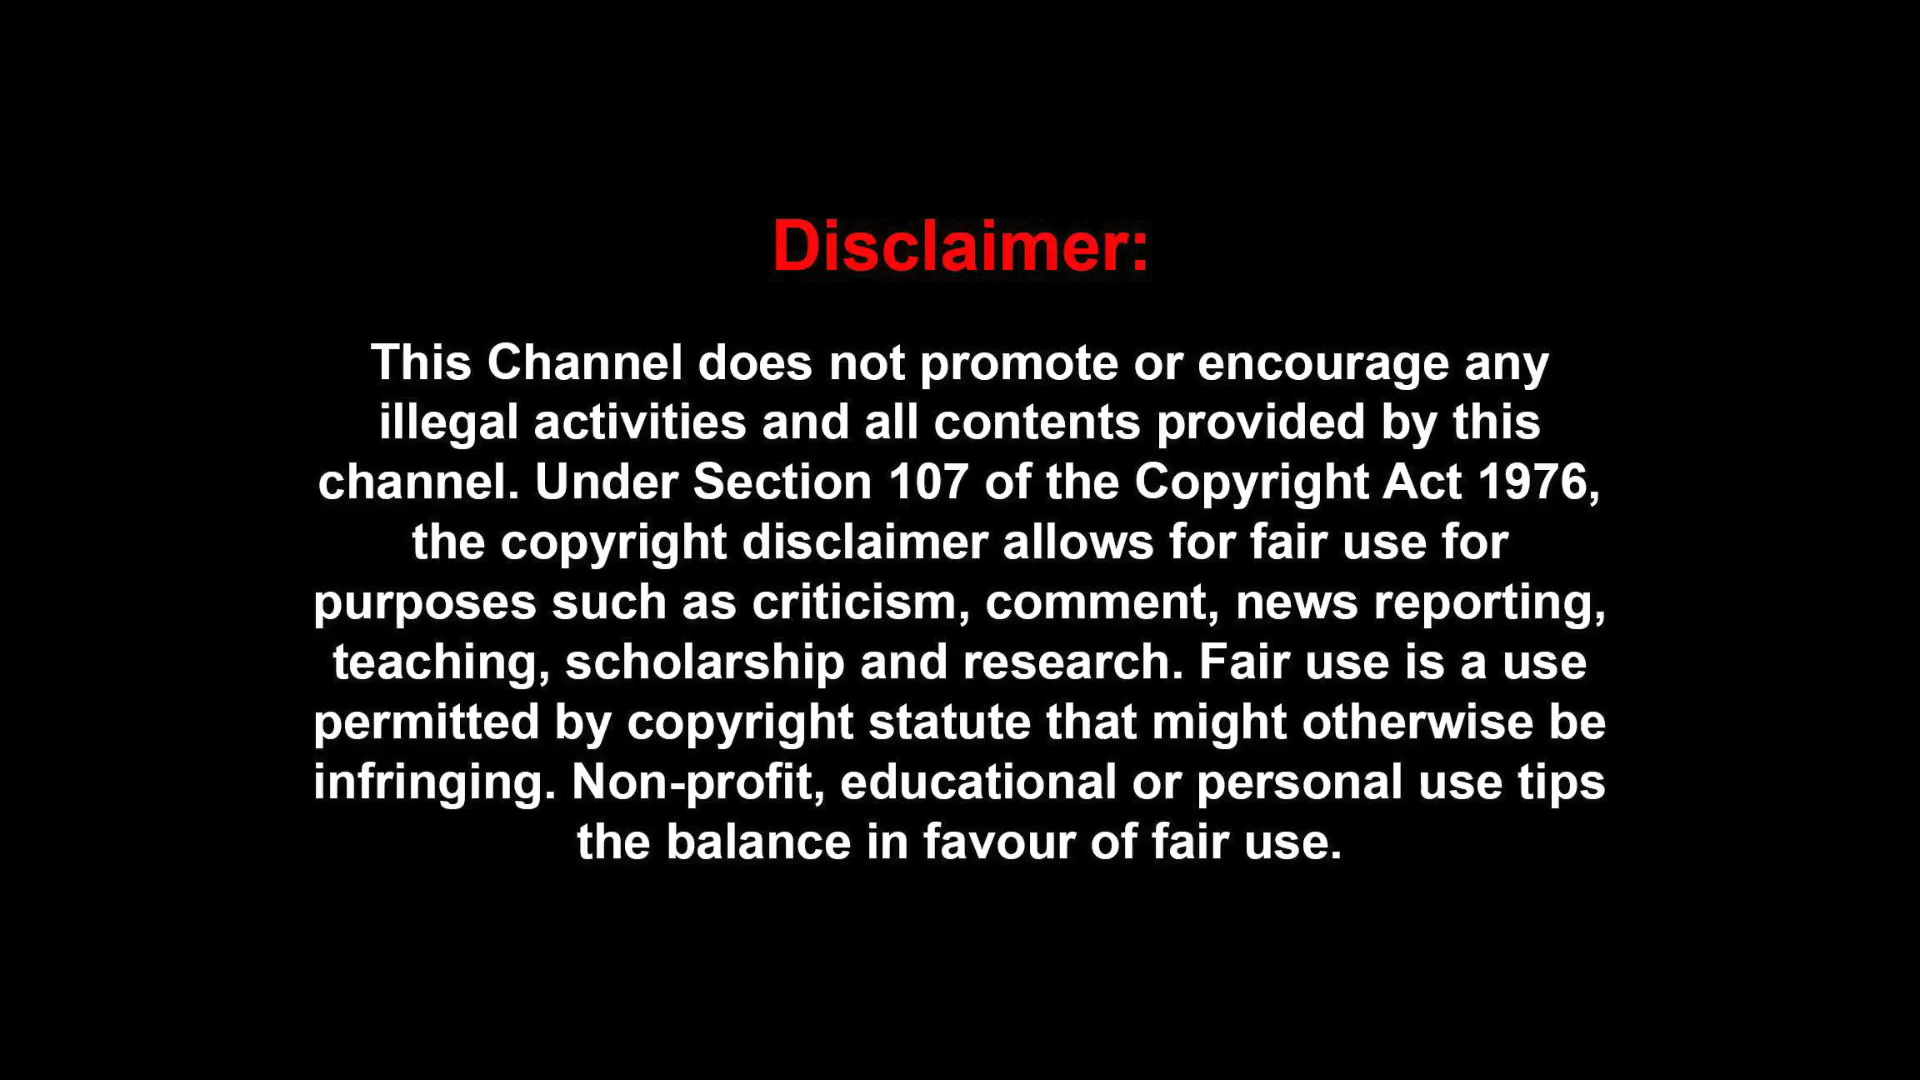 Disclaimer:
This Channel does not promote or encourage any
illegal activities and all contents provided by this
channel. Under Section 107 of the Copyright Act 1976,
the copyright disclaimer allows for fair use for
purposes such as criticism, comment, news reporting,
teaching, scholarship and research. Fair use is a use
permitted by copyright statute that might otherwise be
infringing. Non-profit, educational or personal use tips
the balance in favour of fair use.